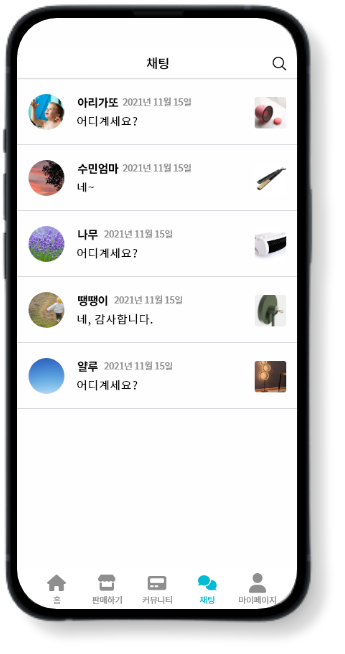 채팅
아리가또 2021년 11월 15일
어디계세요?
수민엄마 2021년 11월 15일
네~
나무 2021년 11월 15일
어디계세요?
땡땡이 2021년 11월 15일
네, 감사합니다.
얄루 2021년 11월 15일
어디계세요?
홈 판매하기 커뮤니티 채팅 마이페이지